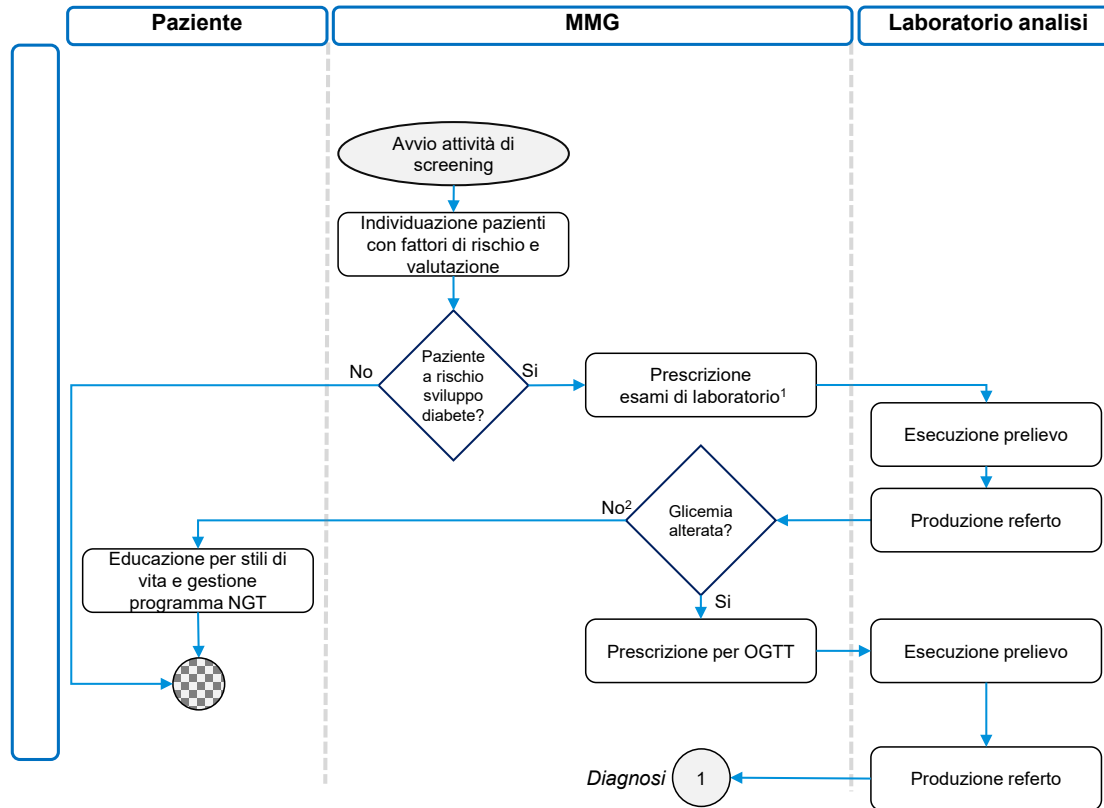 Paziente
MMG
Laboratorio analisi
Avvio attività di
screening
Individuazione pazienti
con fattori di rischio e
valutazione
Paziente
a rischio
sviluppo
diabete?
No
Si
Prescrizione
esami di laboratorio¹
Esecuzione prelievo
Produzione referto
Glicemia
alterata?
No²
Si
Educazione per stili di
vita e gestione
programma NGT
Prescrizione per OGTT
Esecuzione prelievo
Produzione referto
Diagnosi
1